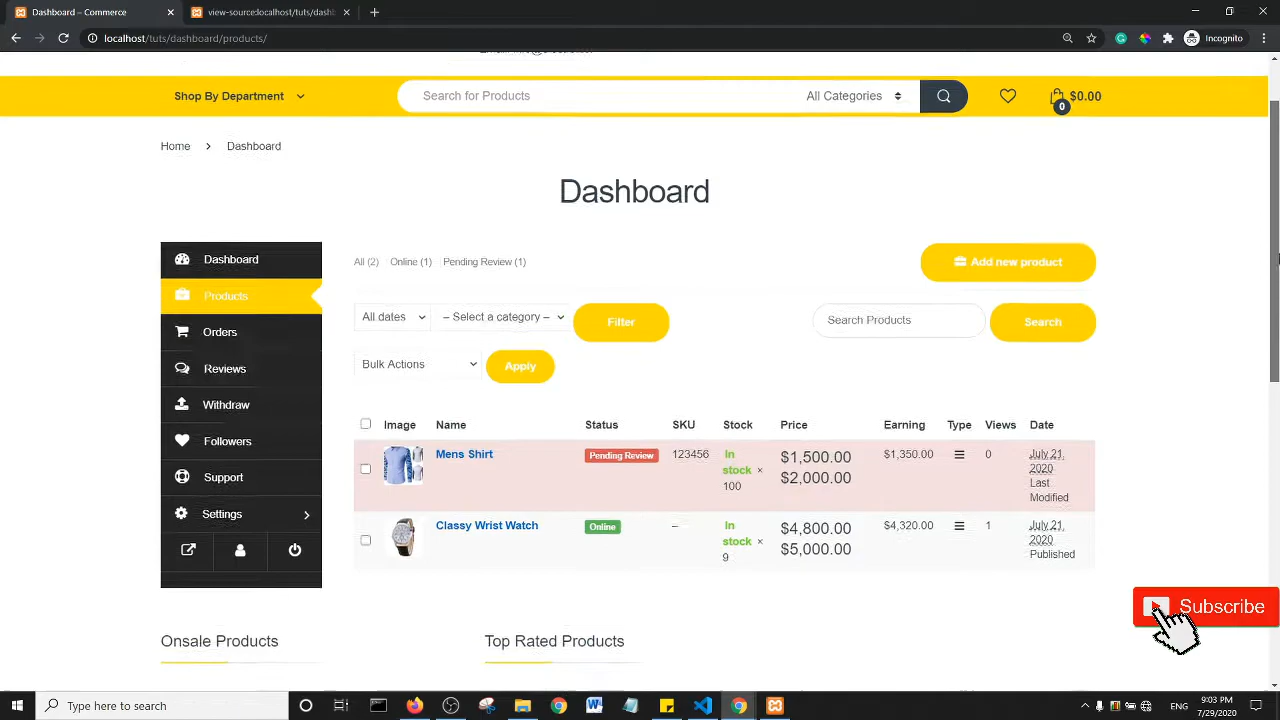 Dashboard – Commerce
view-source:localhost/tuts/dashb
localhost/tuts/dashboard/products/
Incognito
Shop By Department
Search for Products
All Categories
0
$0.00
Home
Dashboard
Dashboard
Dashboard
Products
Orders
Reviews
Withdraw
Followers
Support
Settings
All (2)
Online (1)
Pending Review (1)
Add new product
All dates
– Select a category –
Filter
Search Products
Search
Bulk Actions
Apply
Image Name Status SKU Stock Price Earning Type Views Date
Mens Shirt
Pending Review
123456
In
stock ×
100
$1,500.00
$2,000.00
$1,350.00
0
July 21,
2020
Last
Modified
Classy Wrist Watch
Online
–
In
stock ×
9
$4,800.00
$5,000.00
$4,320.00
1
July 21,
2020
Published
Subscribe
Onsale Products
Top Rated Products
Type here to search
ENG
9:03 PM
7/29/2020